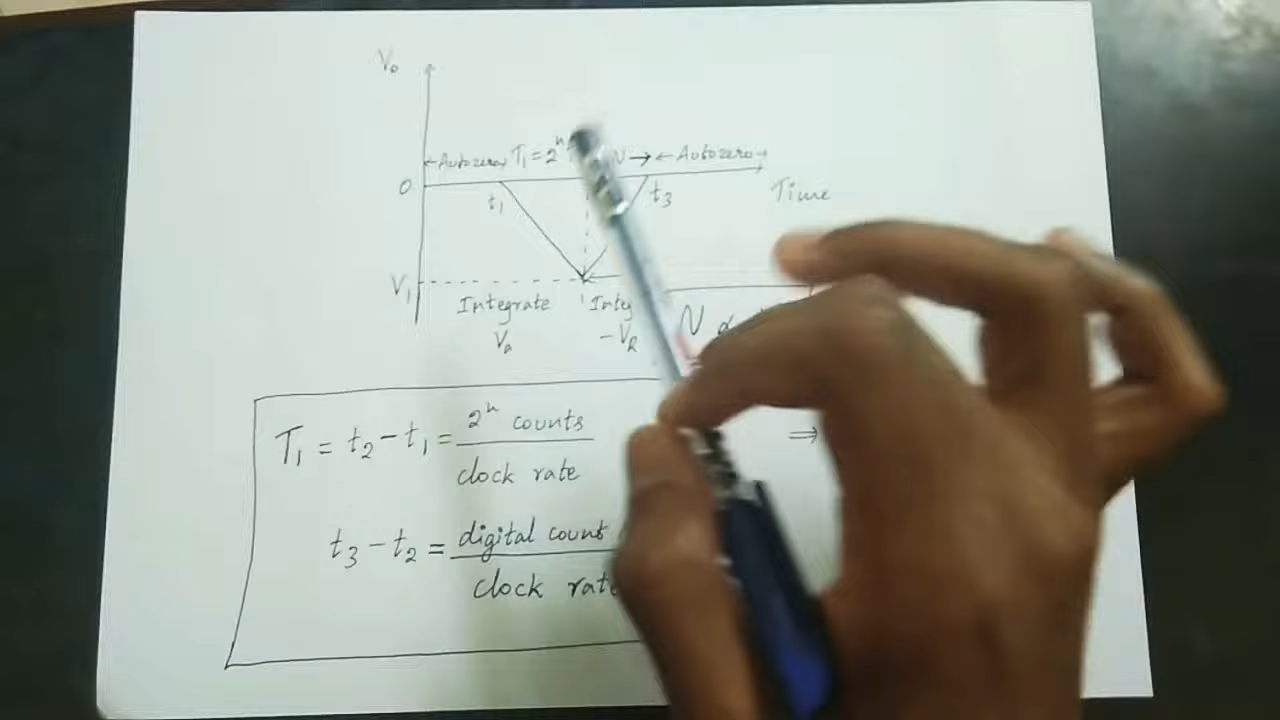 V₀
Autozero T₁ = 2ⁿ N → ← Autozero →
0
t₁ t₃ Time
V₁
Integrate
Vₐ -V_R N α
T₁ = t₂ - t₁ = 2ⁿ counts
clock rate
⇒
t₃ - t₂ = digital count
clock rate